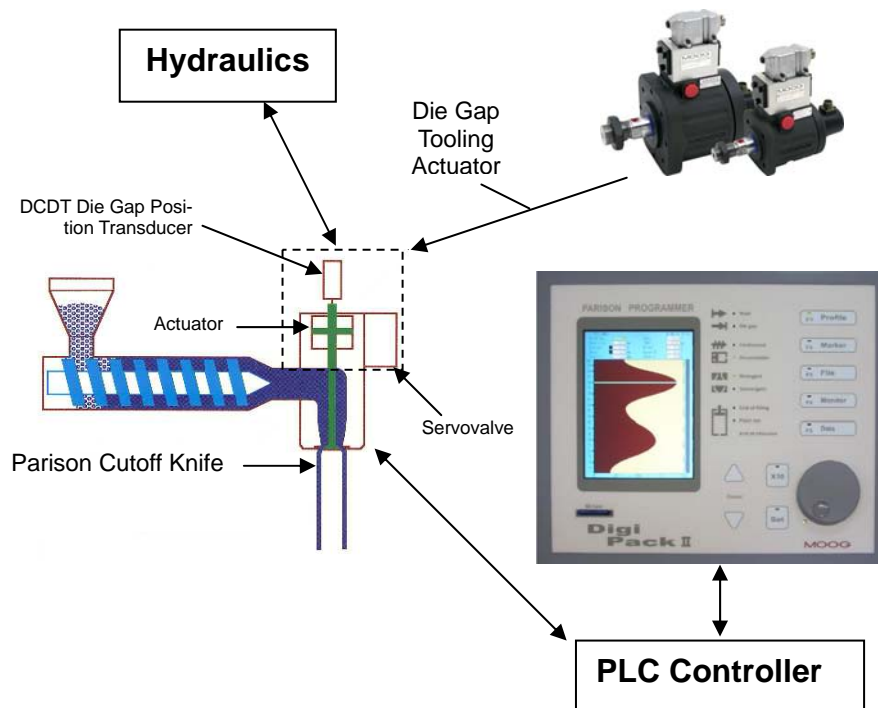 Hydraulics
Die Gap
Tooling
Actuator
MOOG
DCDT Die Gap Posi-
tion Transducer
Actuator
Servovalve
Parison Cutoff Knife
PARISON PROGRAMMER
Profile
Marker
File
Monitor
Data
X10
Set
Digi
Pack II
MOOG
PLC Controller